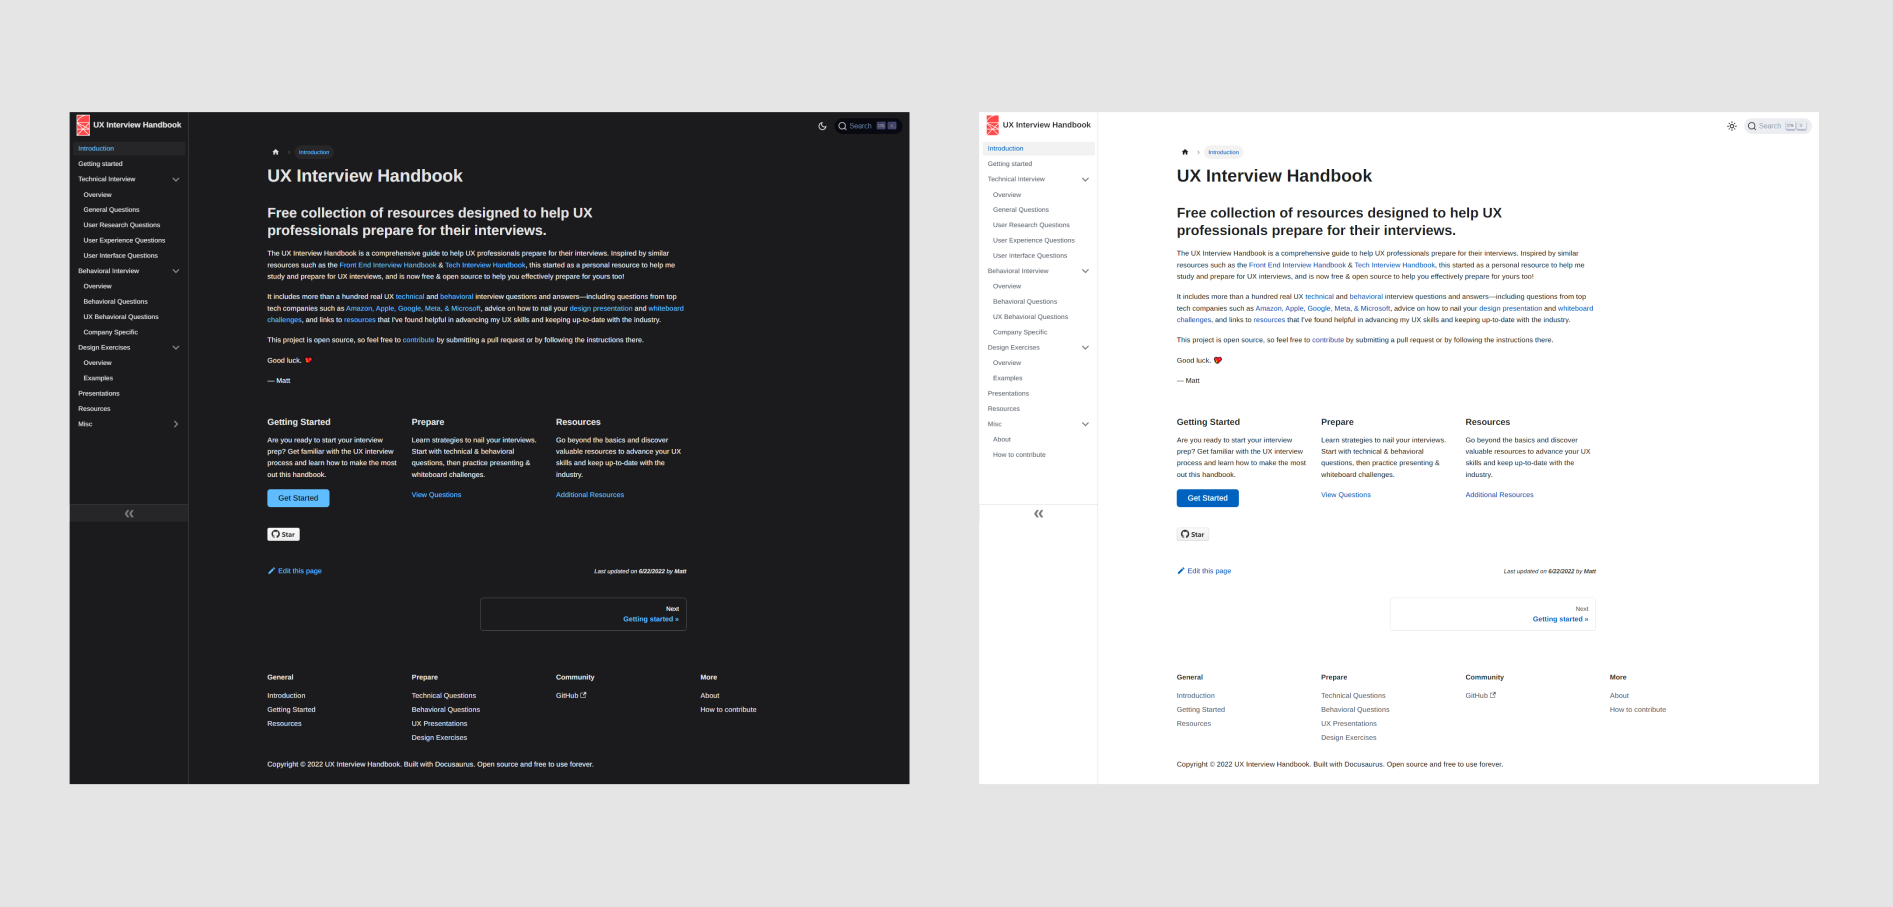 UX Interview Handbook
Search
Introduction
Getting started
Technical Interview
Overview
General Questions
User Research Questions
User Experience Questions
User Interface Questions
Behavioral Interview
Overview
Behavioral Questions
UX Behavioral Questions
Company Specific
Design Exercises
Overview
Examples
Presentations
Resources
Misc
Introduction
UX Interview Handbook
Free collection of resources designed to help UX
professionals prepare for their interviews.
The UX Interview Handbook is a comprehensive guide to help UX professionals prepare for their interviews. Inspired by similar
resources such as the Front End Interview Handbook & Tech Interview Handbook, this started as a personal resource to help me
study and prepare for UX interviews, and is now free & open source to help you effectively prepare for yours too!
It includes more than a hundred real UX technical and behavioral interview questions and answers—including questions from top
tech companies such as Amazon, Apple, Google, Meta, & Microsoft, advice on how to nail your design presentation and whiteboard
challenges, and links to resources that I've found helpful in advancing my UX skills and keeping up-to-date with the industry.
This project is open source, so feel free to contribute by submitting a pull request or by following the instructions there.
Good luck.
— Matt
Getting Started
Are you ready to start your interview
prep? Get familiar with the UX interview
process and learn how to make the most
out this handbook.
Get Started
Prepare
Learn strategies to nail your interviews.
Start with technical & behavioral
questions, then practice presenting &
whiteboard challenges.
View Questions
Resources
Go beyond the basics and discover
valuable resources to advance your UX
skills and keep up-to-date with the
industry.
Additional Resources
Star
Edit this page
Last updated on 6/22/2022 by Matt
Next
Getting started »
General
Introduction
Getting Started
Resources
Prepare
Technical Questions
Behavioral Questions
UX Presentations
Design Exercises
Community
GitHub
More
About
How to contribute
Copyright © 2022 UX Interview Handbook. Built with Docusaurus. Open source and free to use forever.
UX Interview Handbook
Search
Introduction
Getting started
Technical Interview
Overview
General Questions
User Research Questions
User Experience Questions
User Interface Questions
Behavioral Interview
Overview
Behavioral Questions
UX Behavioral Questions
Company Specific
Design Exercises
Overview
Examples
Presentations
Resources
Misc
About
How to contribute
Introduction
UX Interview Handbook
Free collection of resources designed to help UX
professionals prepare for their interviews.
The UX Interview Handbook is a comprehensive guide to help UX professionals prepare for their interviews. Inspired by similar
resources such as the Front End Interview Handbook & Tech Interview Handbook, this started as a personal resource to help me
study and prepare for UX interviews, and is now free & open source to help you effectively prepare for yours too!
It includes more than a hundred real UX technical and behavioral interview questions and answers—including questions from top
tech companies such as Amazon, Apple, Google, Meta, & Microsoft, advice on how to nail your design presentation and whiteboard
challenges, and links to resources that I've found helpful in advancing my UX skills and keeping up-to-date with the industry.
This project is open source, so feel free to contribute by submitting a pull request or by following the instructions there.
Good luck.
— Matt
Getting Started
Are you ready to start your interview
prep? Get familiar with the UX interview
process and learn how to make the most
out this handbook.
Get Started
Prepare
Learn strategies to nail your interviews.
Start with technical & behavioral
questions, then practice presenting &
whiteboard challenges.
View Questions
Resources
Go beyond the basics and discover
valuable resources to advance your UX
skills and keep up-to-date with the
industry.
Additional Resources
Star
Edit this page
Last updated on 6/22/2022 by Matt
Next
Getting started »
General
Introduction
Getting Started
Resources
Prepare
Technical Questions
Behavioral Questions
UX Presentations
Design Exercises
Community
GitHub
More
About
How to contribute
Copyright © 2022 UX Interview Handbook. Built with Docusaurus. Open source and free to use forever.